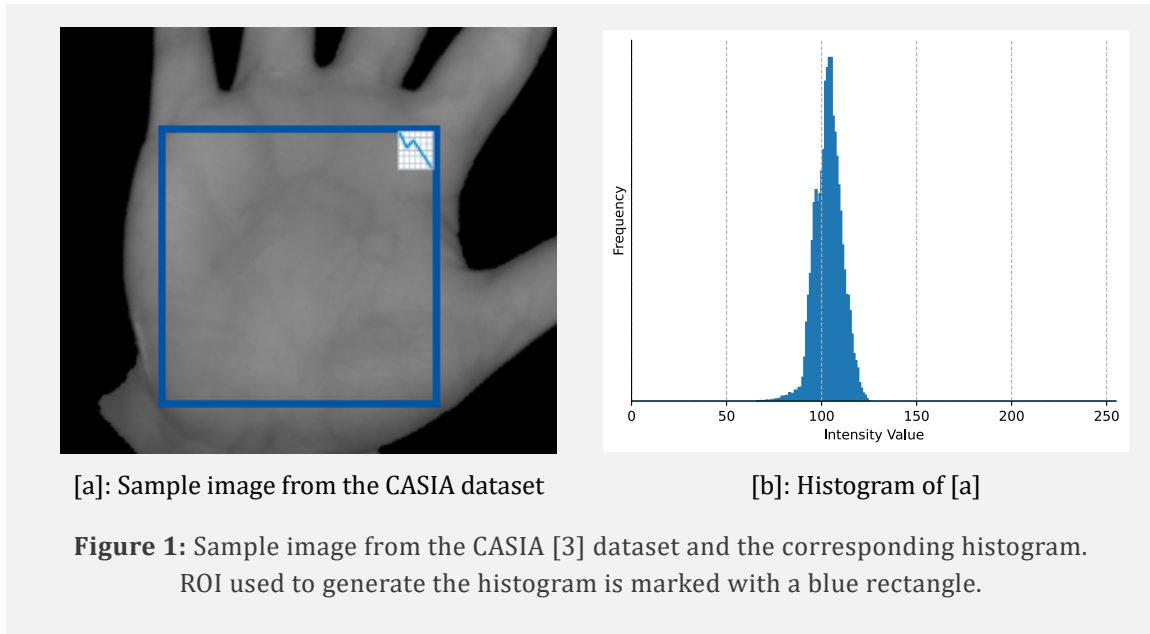 Frequency
0 50 100 150 200 250
Intensity Value
[a]: Sample image from the CASIA dataset
[b]: Histogram of [a]
Figure 1: Sample image from the CASIA [3] dataset and the corresponding histogram.
ROI used to generate the histogram is marked with a blue rectangle.